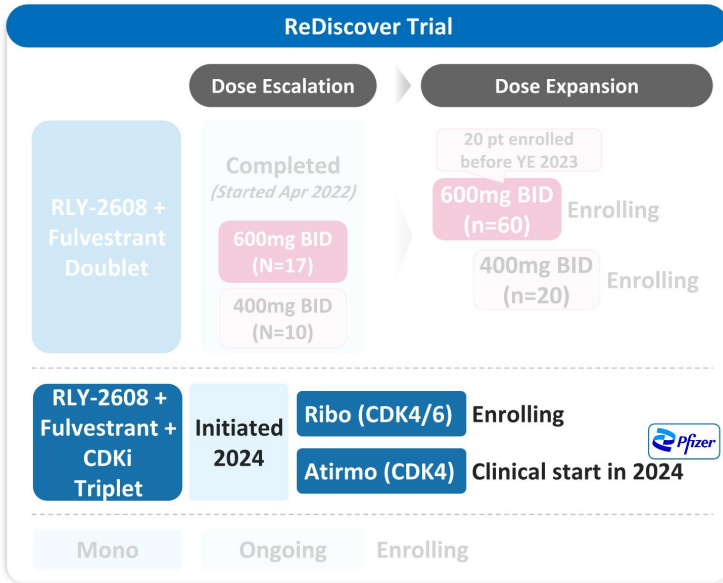 ReDiscover Trial
Dose Escalation
Dose Expansion
RLY-2608 +
Fulvestrant
Doublet
Completed
(Started Apr 2022)
600mg BID
(N=17)
400mg BID
(N=10)
20 pt enrolled
before YE 2023
600mg BID
(n=60)
Enrolling
400mg BID
(n=20)
Enrolling
RLY-2608 +
Fulvestrant +
CDKi
Triplet
Initiated
2024
Ribo (CDK4/6)
Enrolling
Atirmo (CDK4)
Clinical start in 2024
Pfizer
Mono
Ongoing
Enrolling